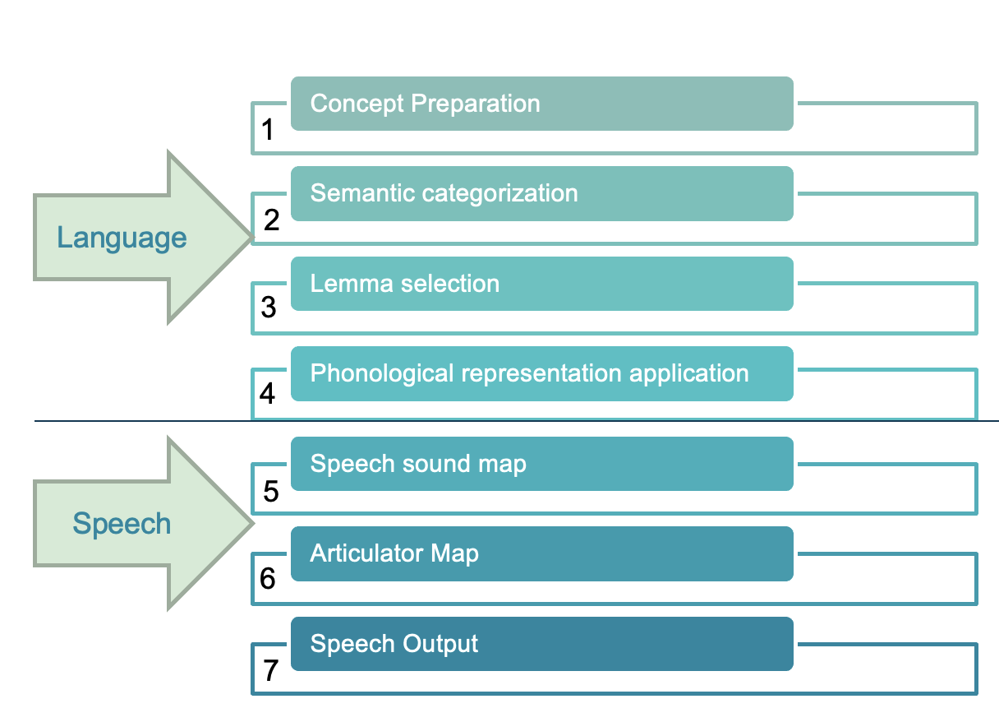 Concept Preparation
1
Semantic categorization
2
Language
Lemma selection
3
Phonological representation application
4
Speech sound map
5
Speech
Articulator Map
6
Speech Output
7